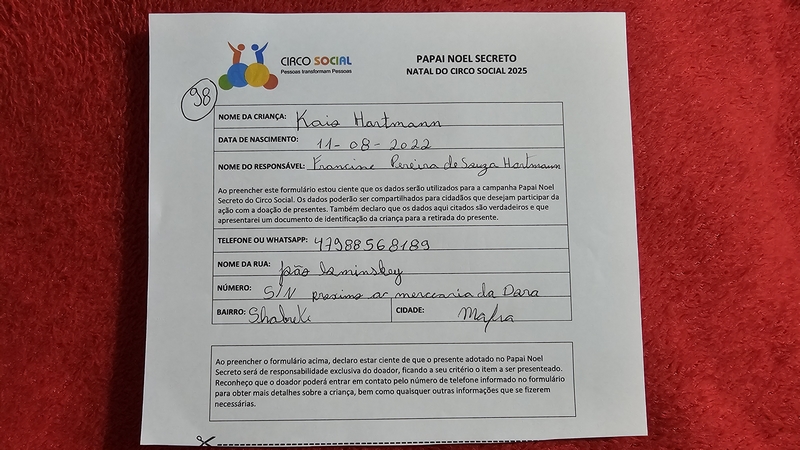 CIRCO SOCIAL
Pessoas transformam Pessoas
PAPAI NOEL SECRETO
NATAL DO CIRCO SOCIAL 2025
98
NOME DA CRIANÇA: Kaio Hartmann
DATA DE NASCIMENTO: 11-08-2022
NOME DO RESPONSÁVEL: Francine Pereira de Souza Hartmann
Ao preencher este formulário estou ciente que os dados serão utilizados para a campanha Papai Noel
Secreto do Circo Social. Os dados poderão ser compartilhados para cidadãos que desejam participar da
ação com a doação de presentes. Também declaro que os dados aqui citados são verdadeiros e que
apresentarei um documento de identificação da criança para a retirada do presente.
TELEFONE OU WHATSAPP: 47988568189
NOME DA RUA: joão
NÚMERO: S/N proximo ac mercearia da Dara
BAIRRO: CIDADE: Mafra
Ao preencher o formulário acima, declaro estar ciente de que o presente adotado no Papai Noel
Secreto será de responsabilidade exclusiva do doador, ficando a seu critério o item a ser presenteado.
Reconheço que o doador poderá entrar em contato pelo número de telefone informado no formulário
para obter mais detalhes sobre a criança, bem como quaisquer outras informações que se fizerem
necessárias.